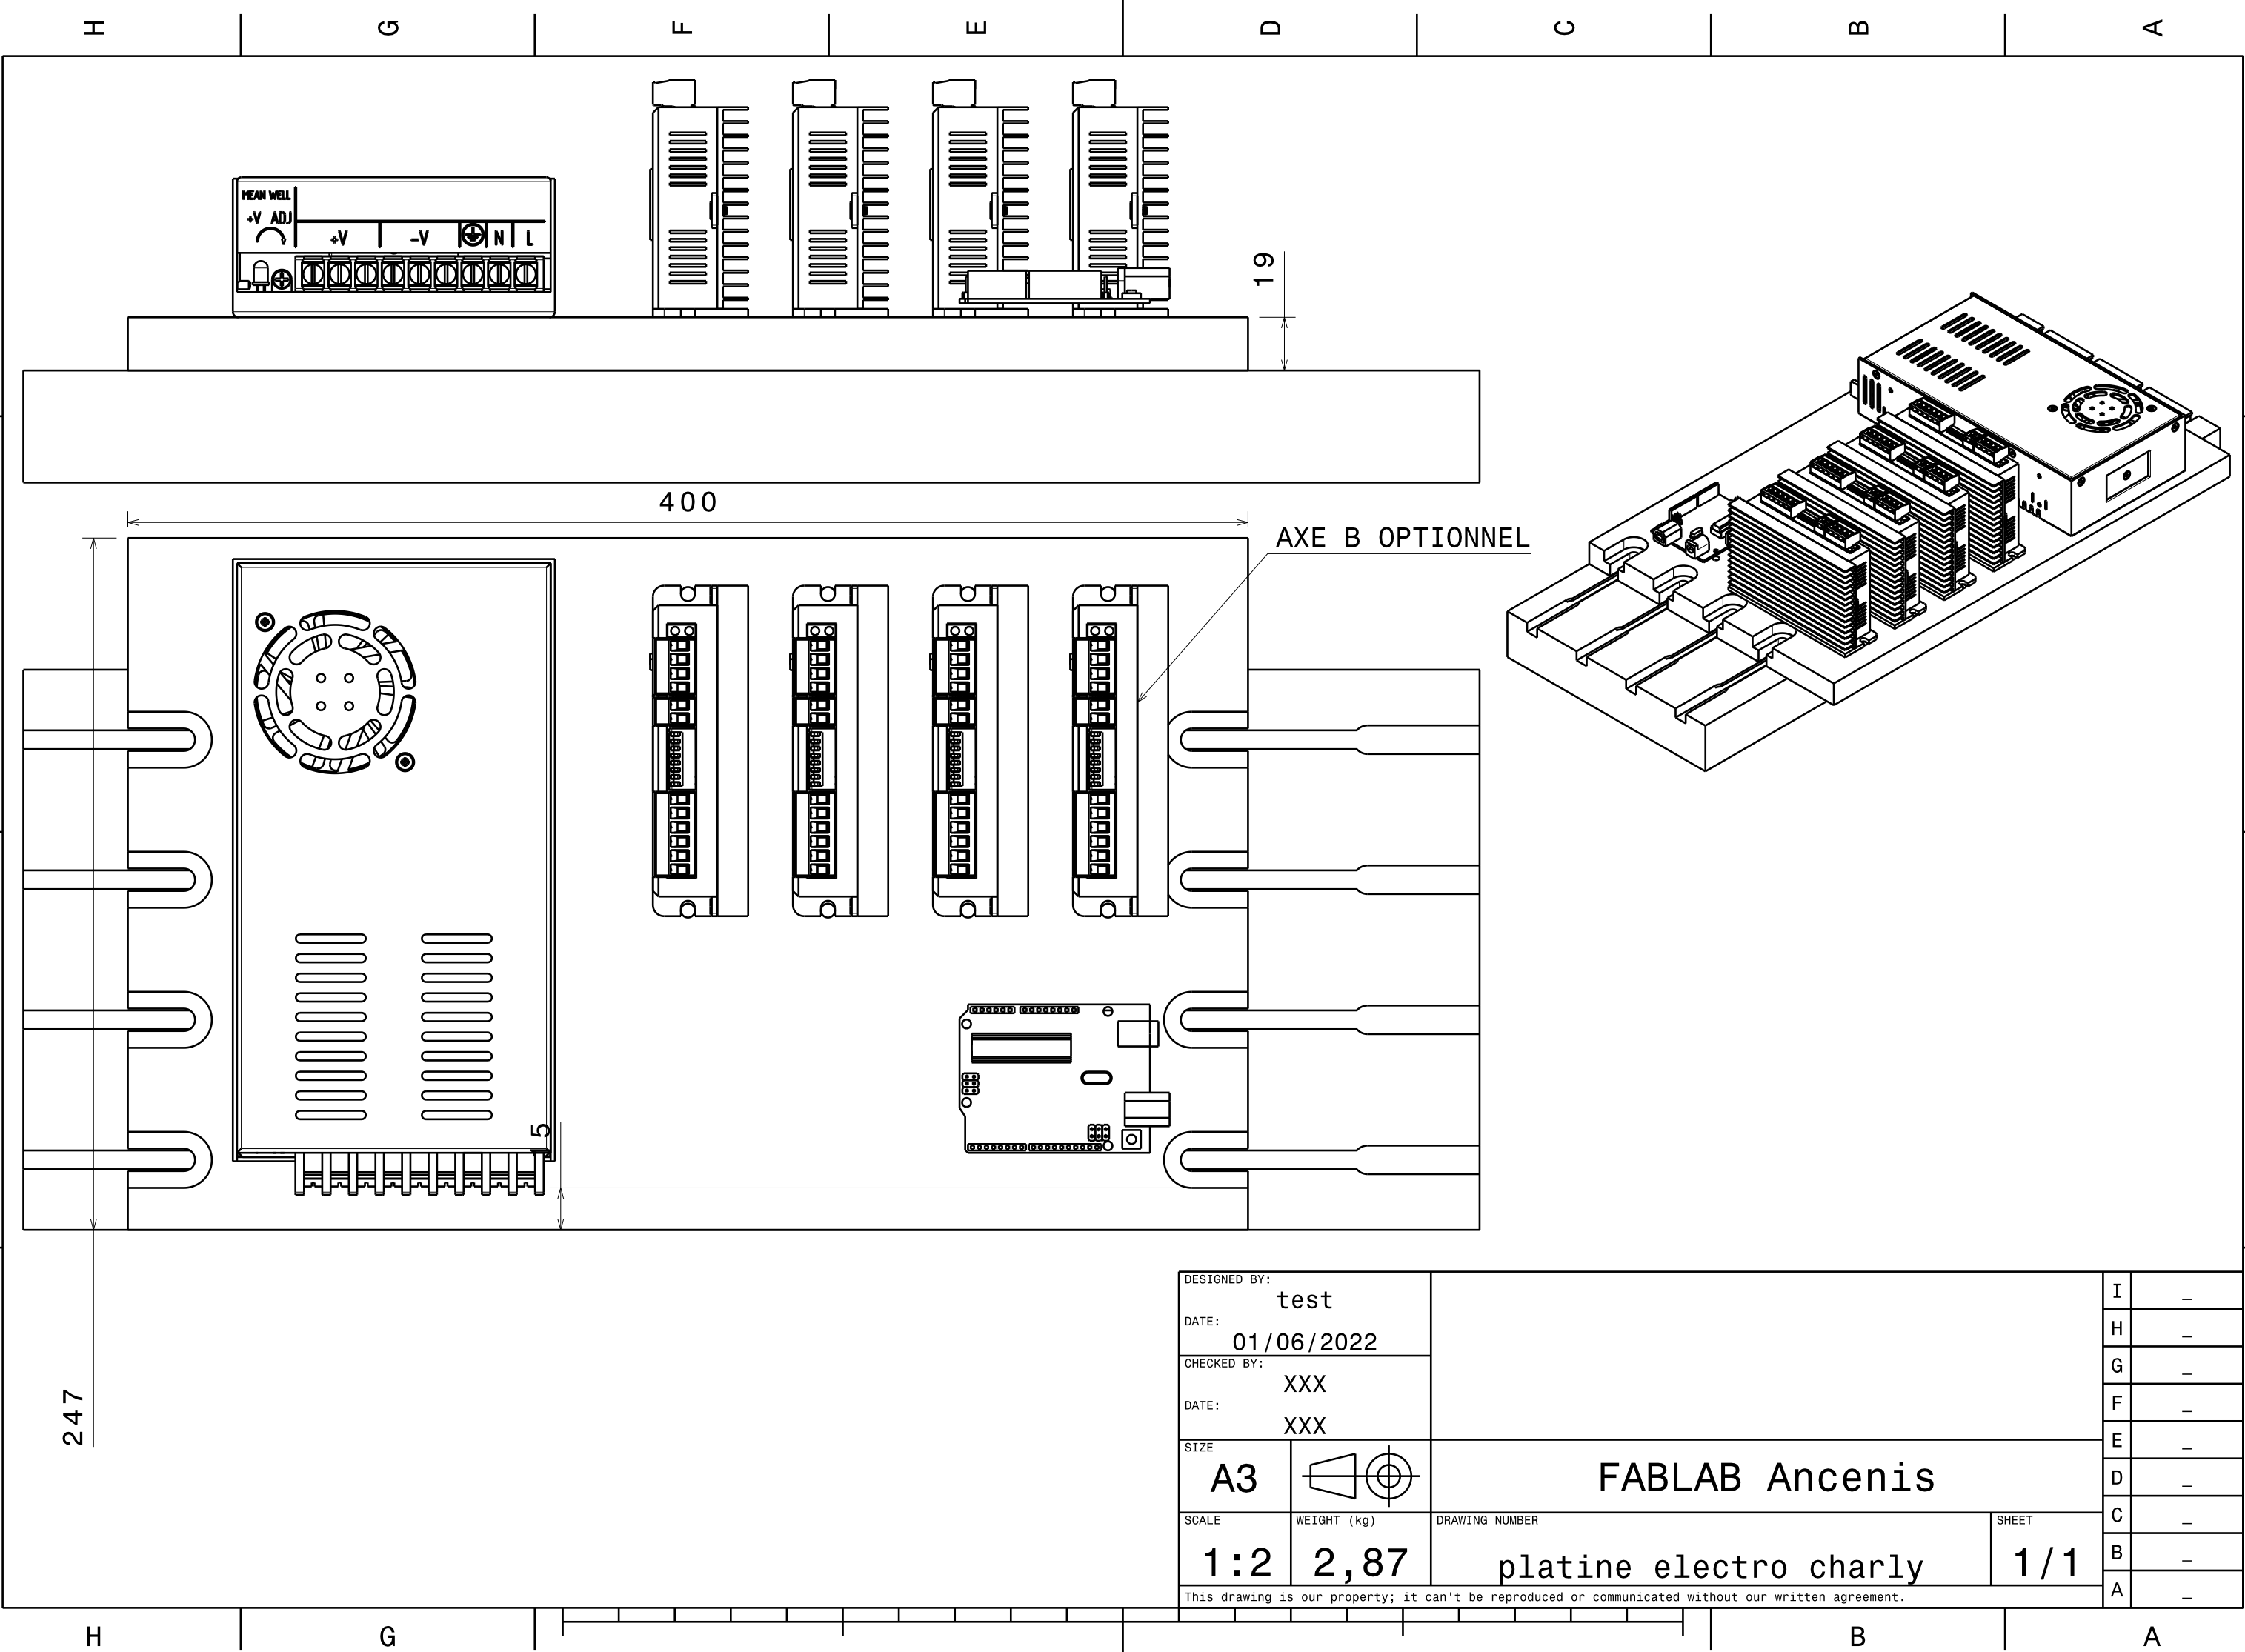 H G F E D C B A
MEAN WELL
+V ADJ
+V -V N L
19
400
AXE B OPTIONNEL
15
247
DESIGNED BY:
test
DATE:
01/06/2022
CHECKED BY:
XXX
DATE:
XXX
SIZE
A3
FABLAB Ancenis
SCALE
1:2
WEIGHT (kg)
2,87
DRAWING NUMBER
platine electro charly
SHEET
1/1
This drawing is our property; it can't be reproduced or communicated without our written agreement.
I _
H _
G _
F _
E _
D _
C _
B _
A _
H G B A